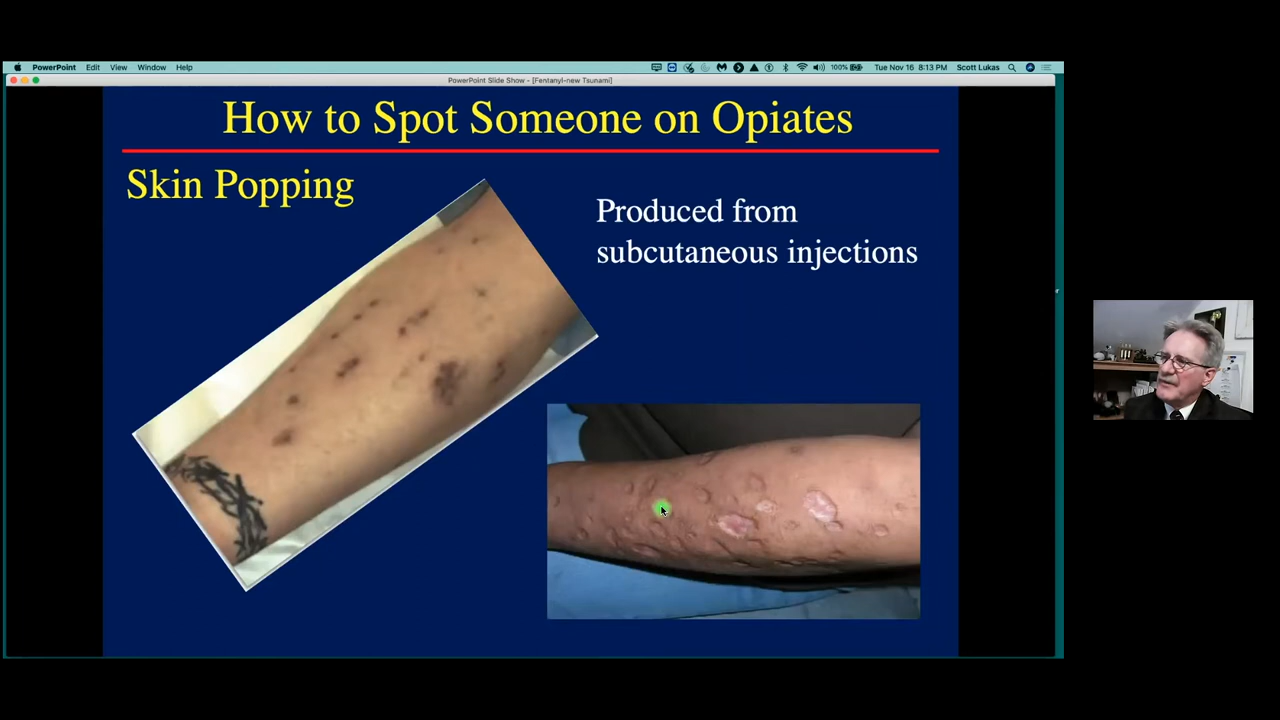 PowerPoint Edit View Window Help
100% Tue Nov 16 8:13 PM Scott Lukas
PowerPoint Slide Show - [Fentanyl-new Tsunami]
How to Spot Someone on Opiates
Skin Popping
Produced from
subcutaneous injections